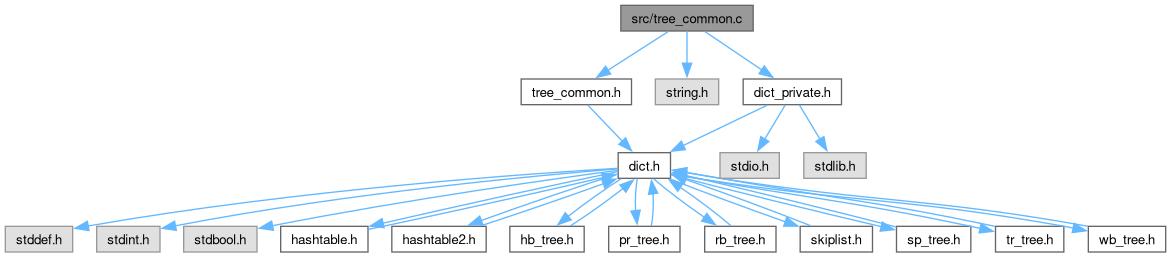 src/tree_common.c
tree_common.h
string.h
dict_private.h
dict.h
stdio.h
stdlib.h
stddef.h
stdint.h
stdbool.h
hashtable.h
hashtable2.h
hb_tree.h
pr_tree.h
rb_tree.h
skiplist.h
sp_tree.h
tr_tree.h
wb_tree.h